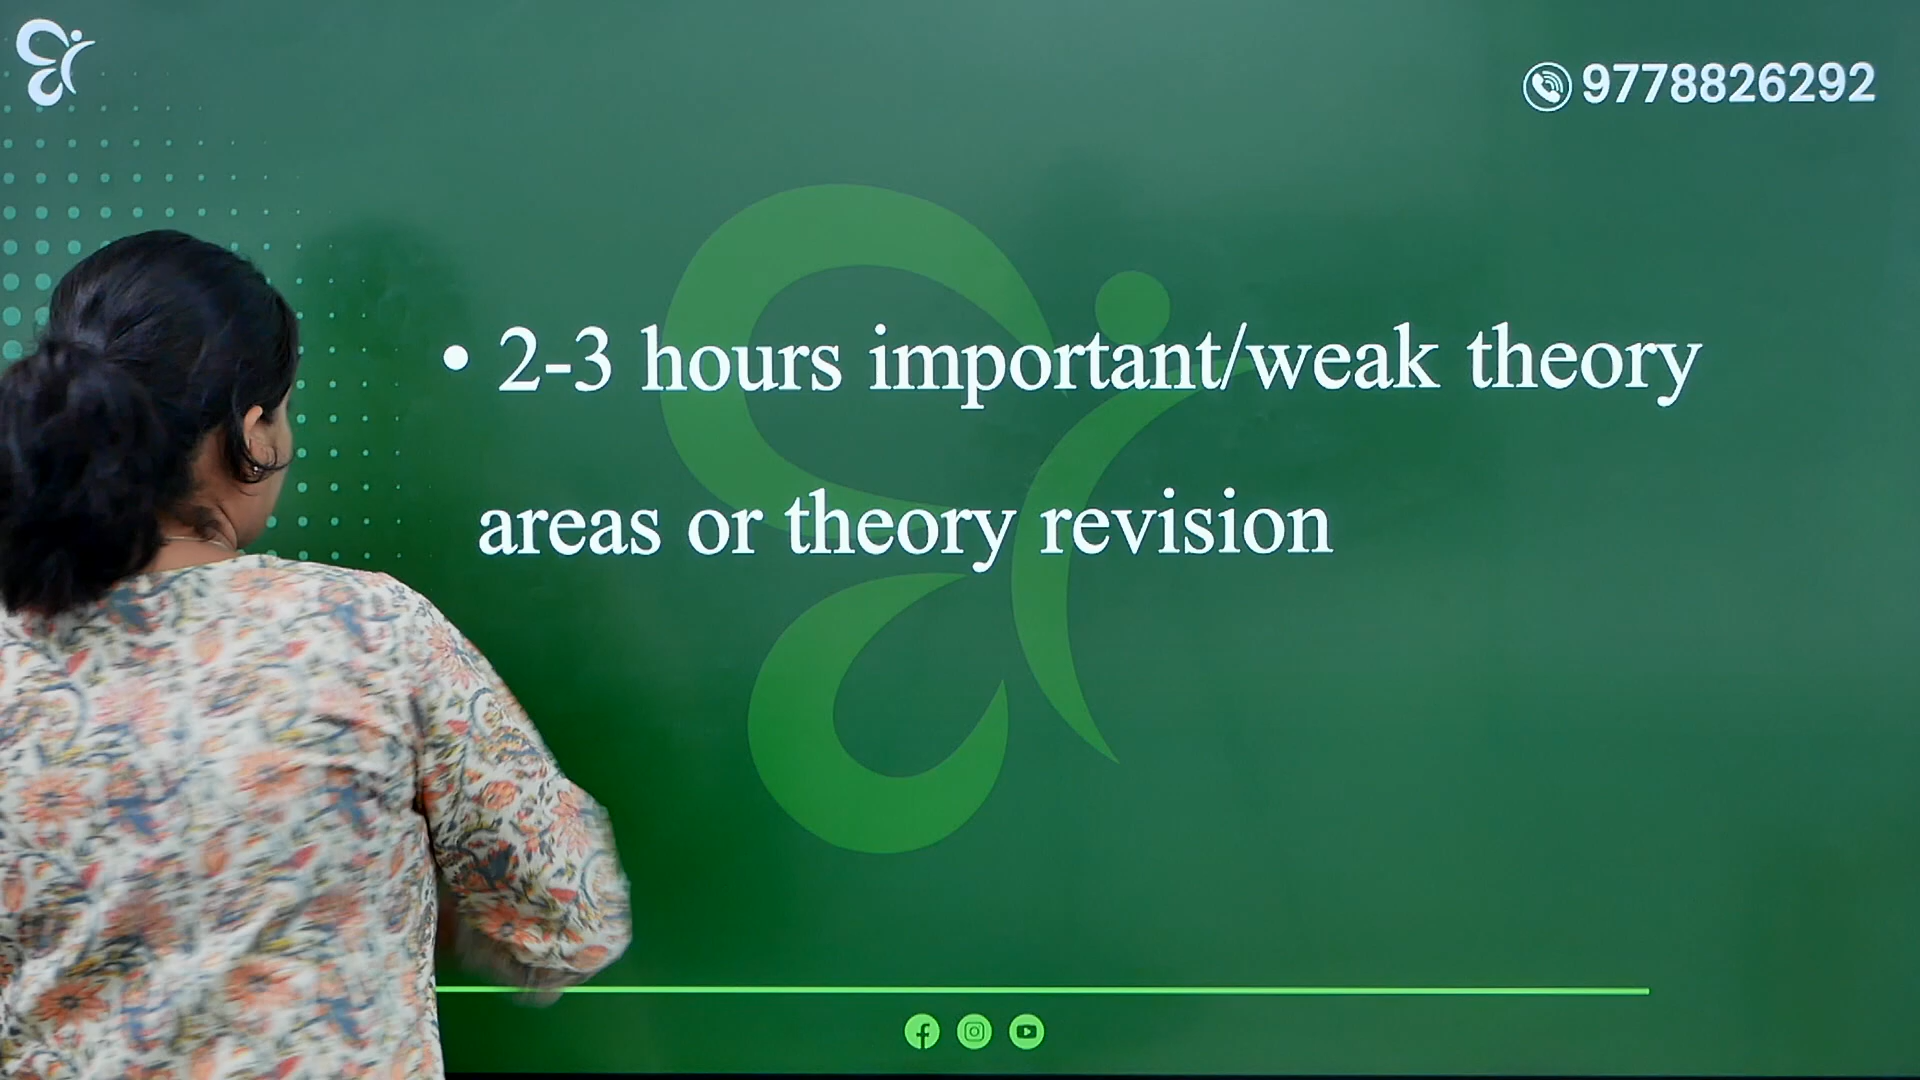 9778826292
• 2-3 hours important/weak theory
areas or theory revision